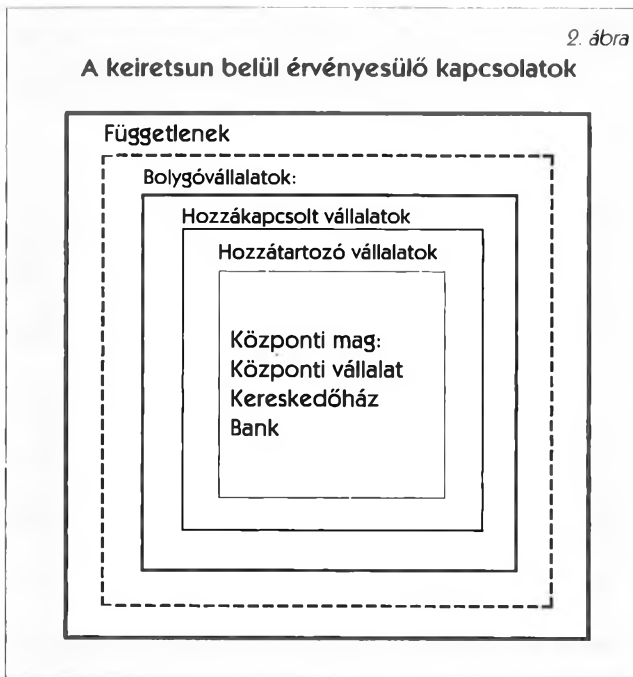 2. ábra
A keiretsun belül érvényesülő kapcsolatok
Függetlenek
Bolygóvállalatok:
Hozzákapcsolt vállalatok
Hozzátartozó vállalatok
Központi mag:
Központi vállalat
Kereskedőház
Bank